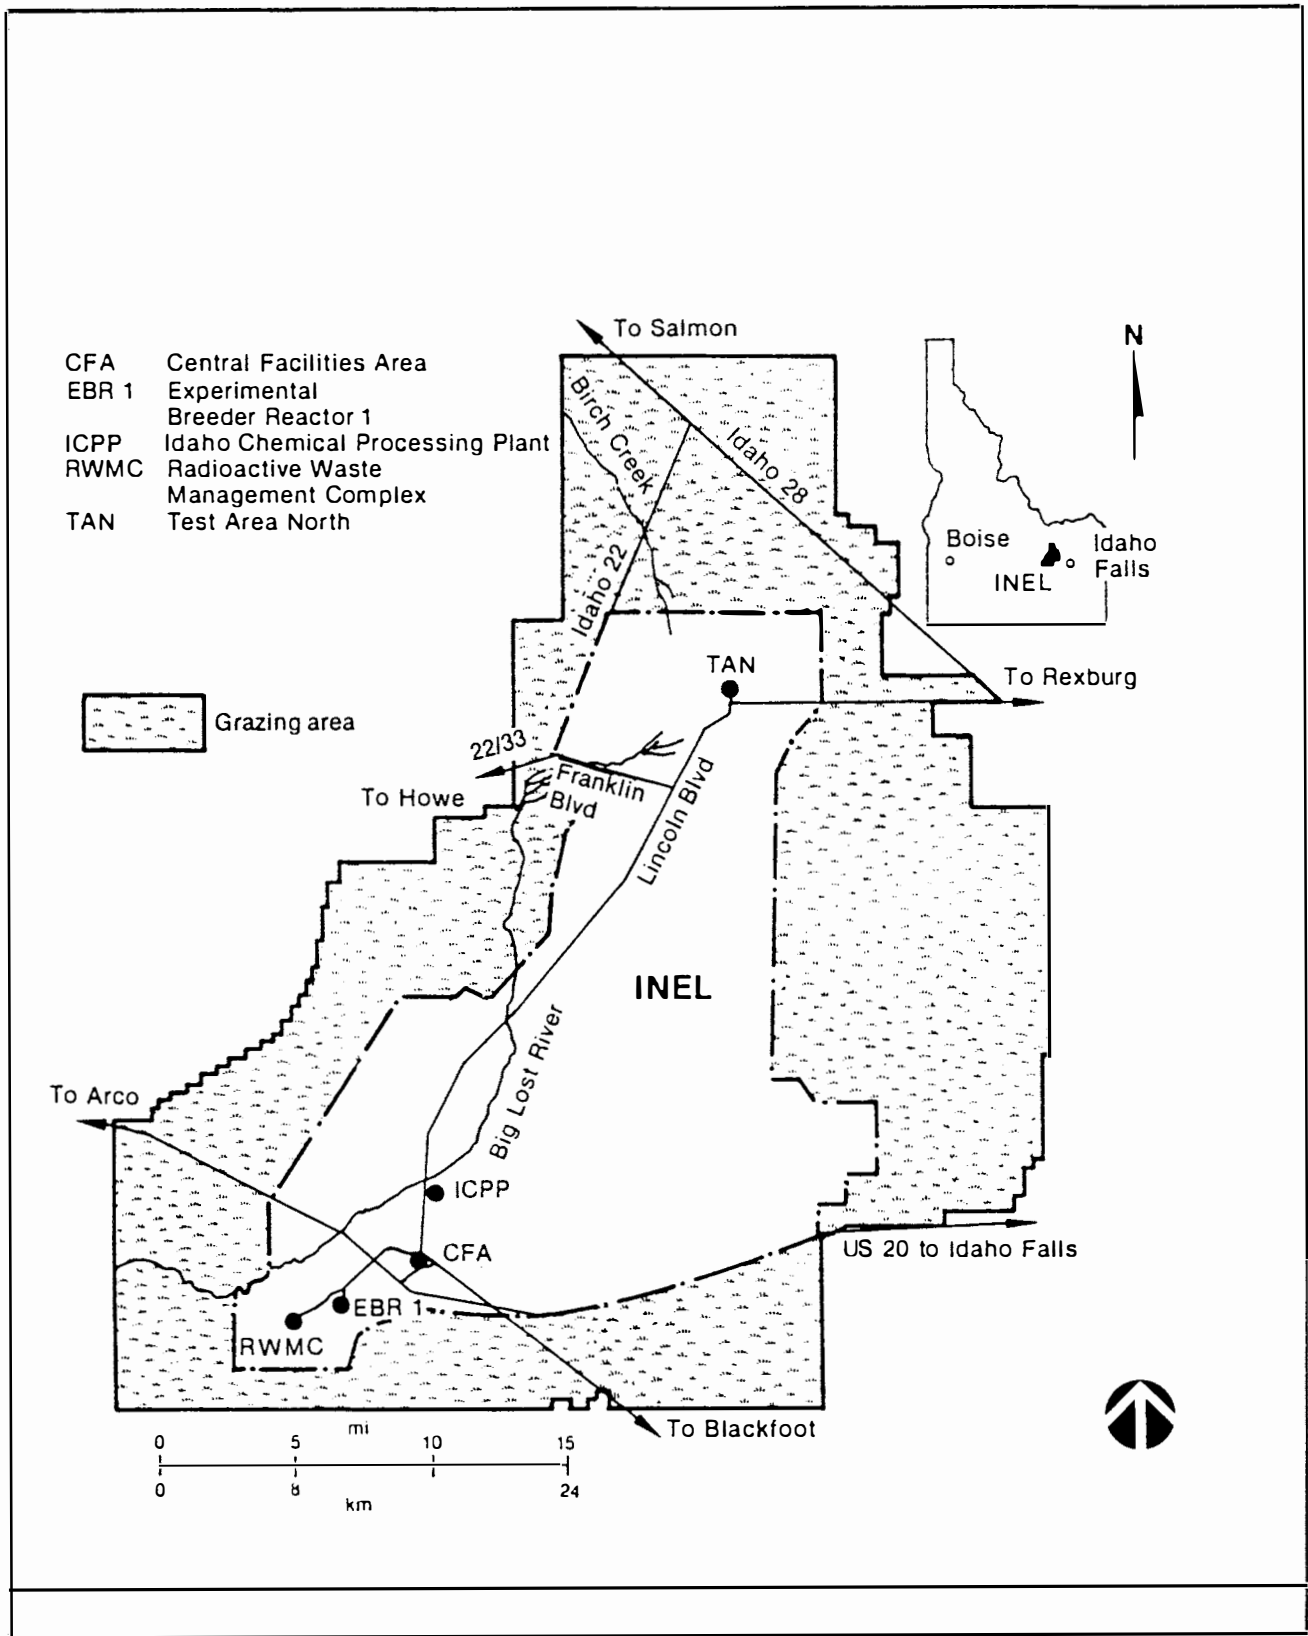 To Salmon
N
CFA Central Facilities Area
EBR 1 Experimental
Breeder Reactor 1
ICPP Idaho Chemical Processing Plant
RWMC Radioactive Waste
Management Complex
TAN Test Area North
Birch Creek
Idaho 28
Idaho 22
Boise
Idaho
Falls
INEL
TAN
To Rexburg
Grazing area
22/33
To Howe
Franklin
Blvd
Lincoln Blvd
INEL
Big Lost River
To Arco
ICPP
CFA
US 20 to Idaho Falls
EBR 1
RWMC
To Blackfoot
mi
0 5 10 15
0 8 24
km